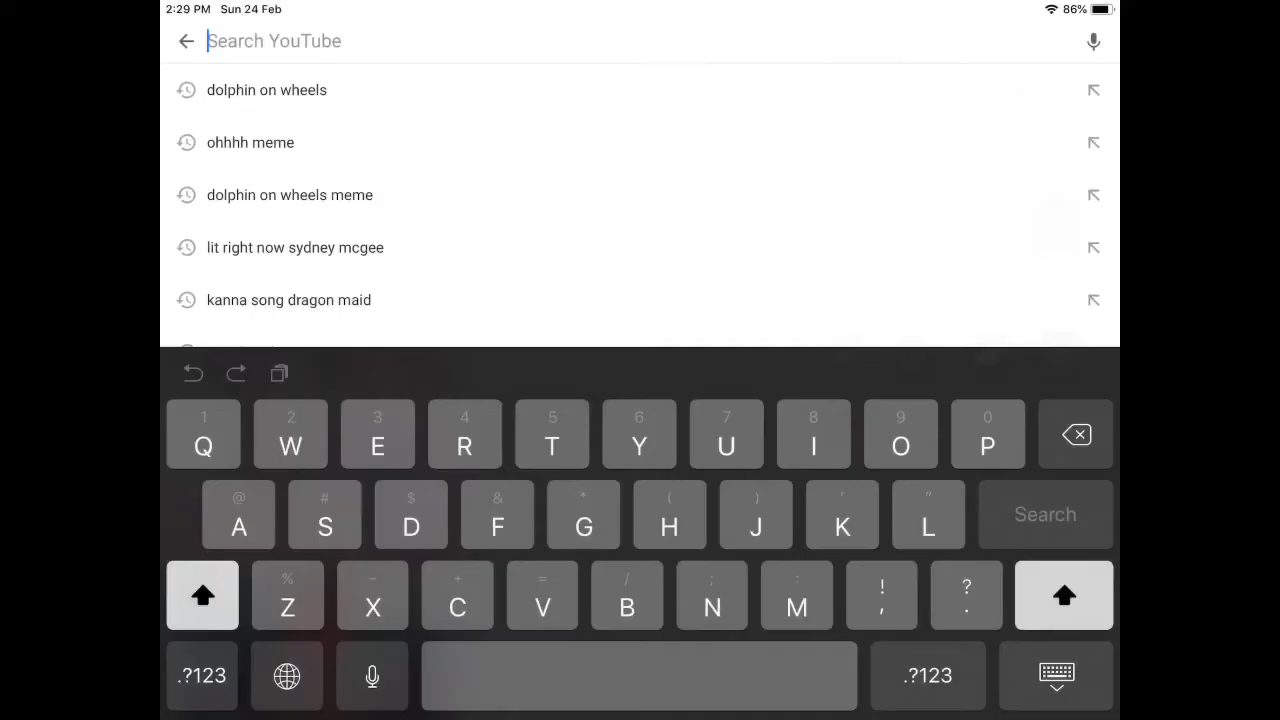 2:29 PM Sun 24 Feb 86%
Search YouTube
dolphin on wheels
ohhhh meme
dolphin on wheels meme
lit right now sydney mcgee
kanna song dragon maid
1 2 3 4 5 6 7 8 9 0
Q W E R T Y U I O P
@ # $ & * ( ) ' "
A S D F G H J K L Search
% - + = / ; : ! ?
Z X C V B N M , .
.?123 .?123